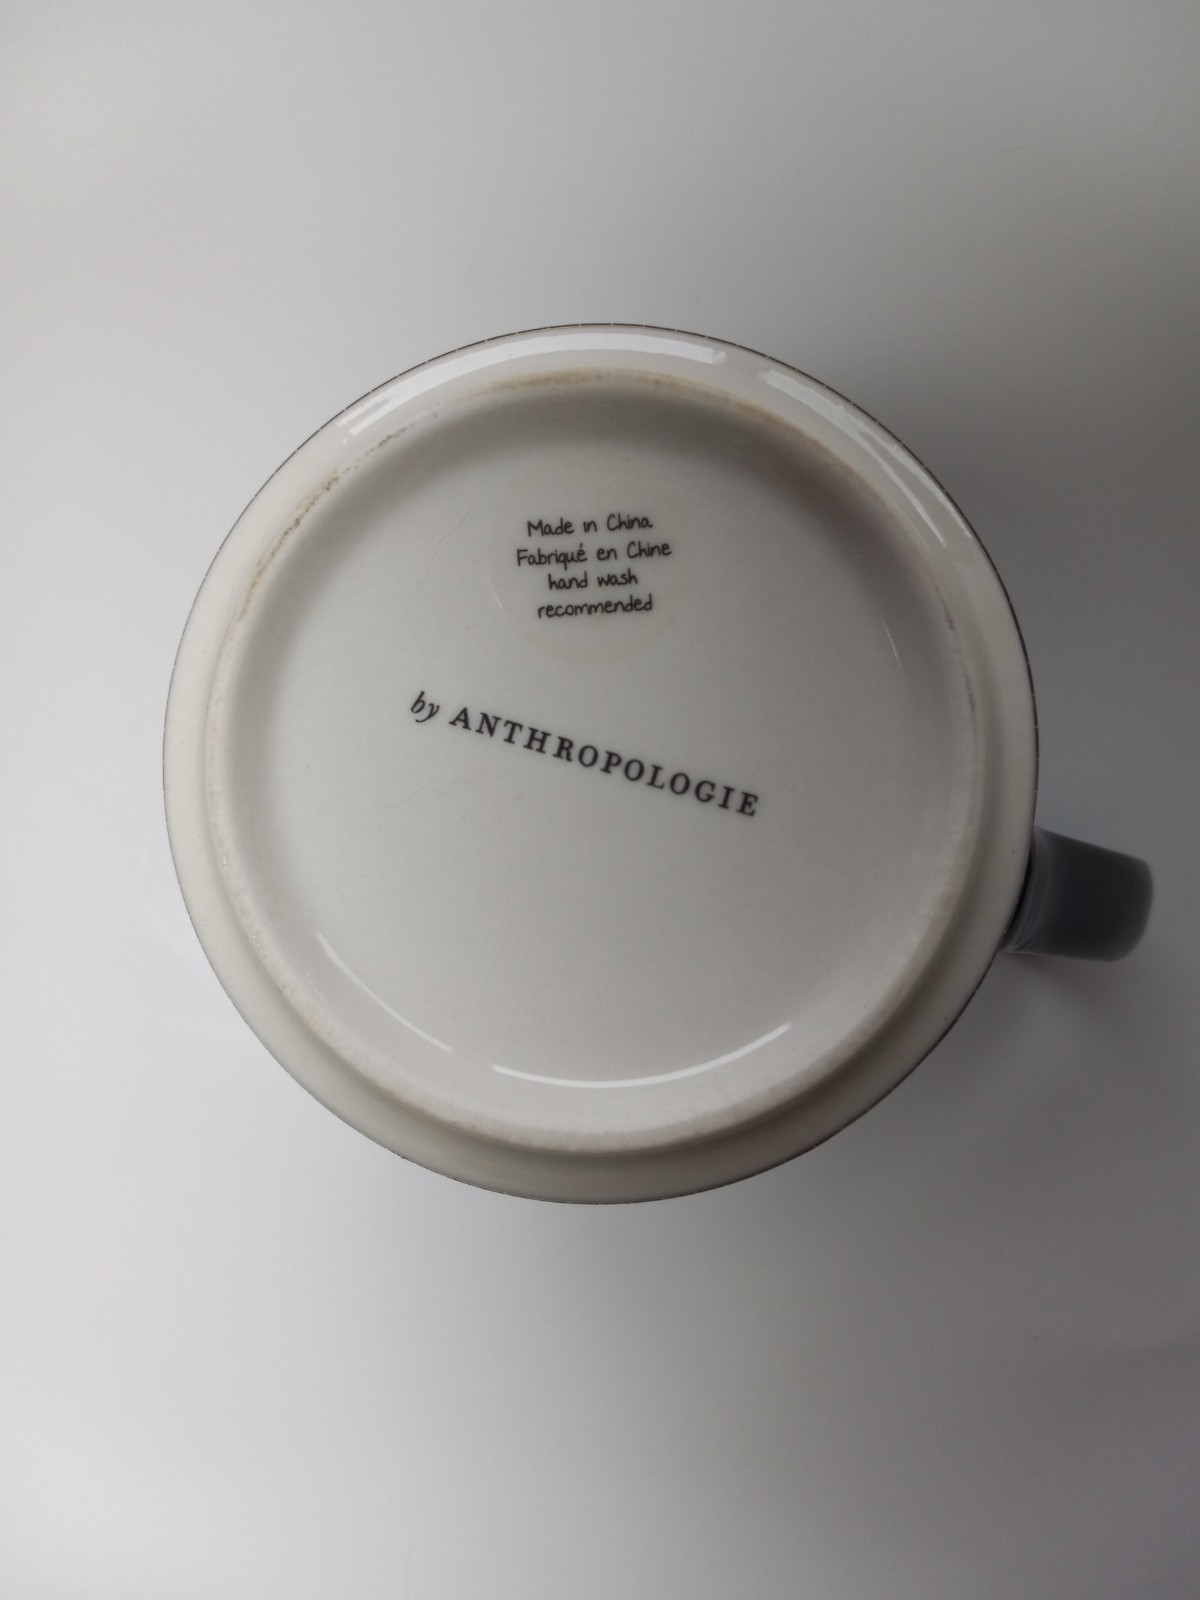 Made in China
Fabriqué en Chine
hand wash
recommended
by ANTHROPOLOGIE